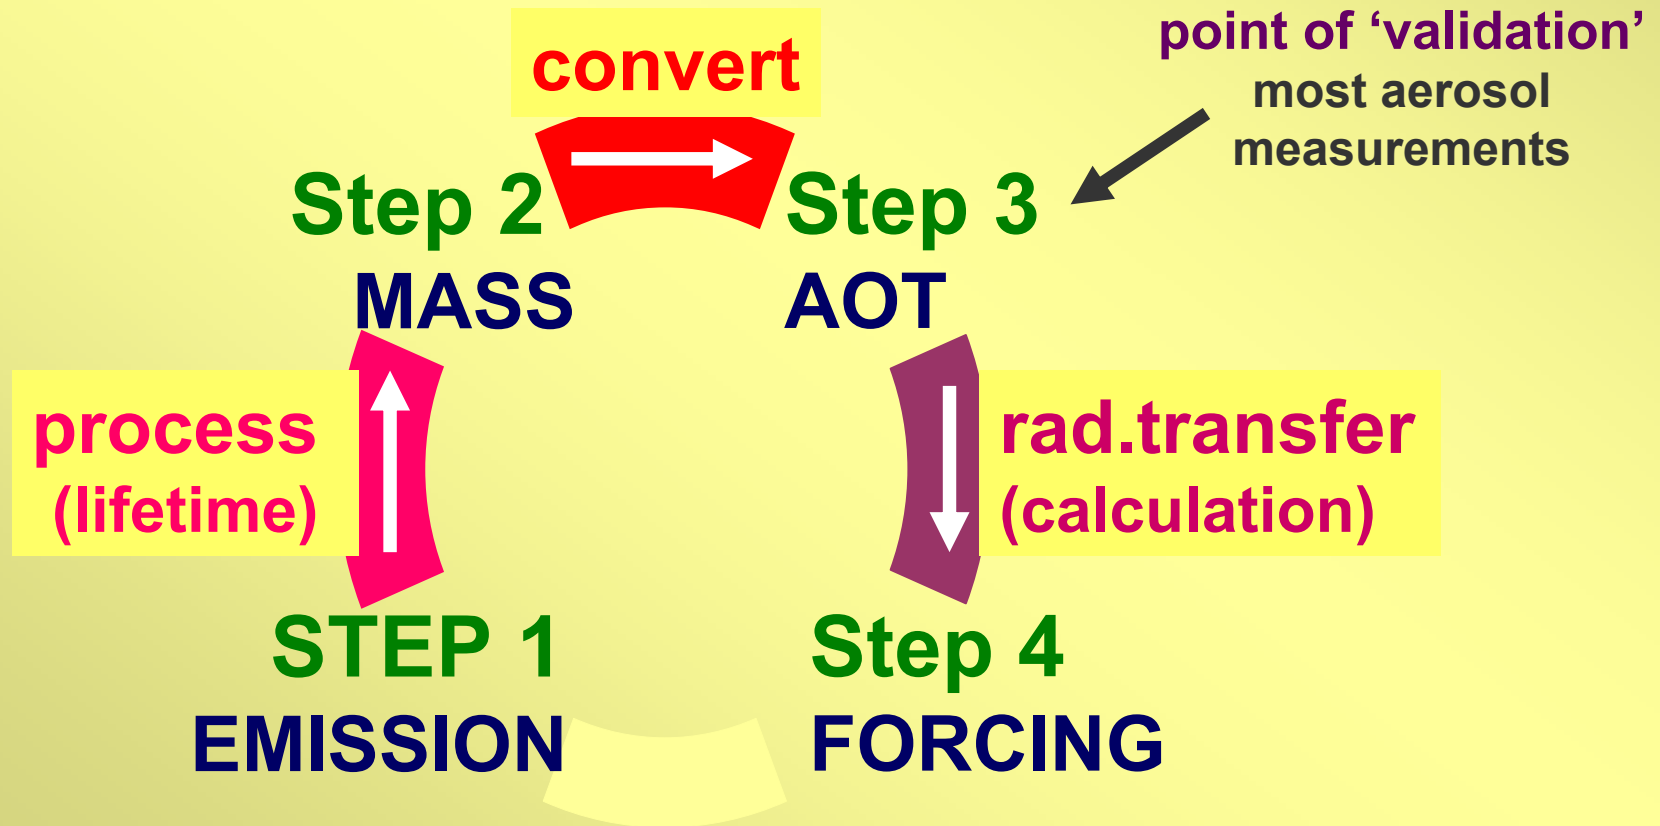 convert
point of ‘validation’
most aerosol
measurements
Step 2
Step 3
MASS
AOT
process
(lifetime)
rad.transfer
(calculation)
STEP 1
Step 4
EMISSION
FORCING